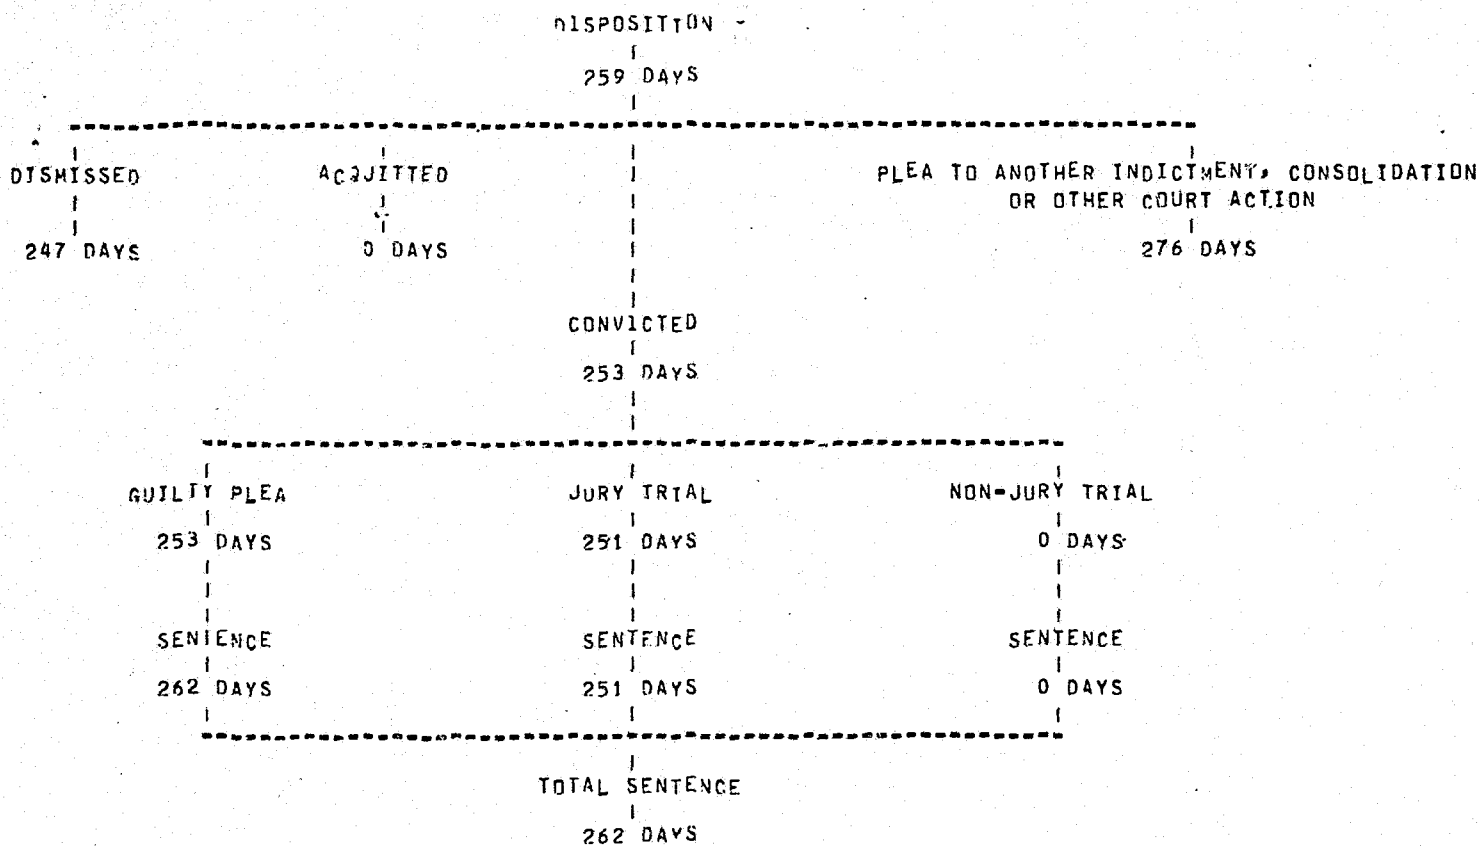 DISPOSITION -
259 DAYS
DISMISSED ACQUITTED PLEA TO ANOTHER INDICTMENT, CONSOLIDATION
OR OTHER COURT ACTION
247 DAYS 0 DAYS 276 DAYS
CONVICTED
253 DAYS
GUILTY PLEA JURY TRIAL NON-JURY TRIAL
253 DAYS 251 DAYS 0 DAYS
SENTENCE SENTENCE SENTENCE
262 DAYS 251 DAYS 0 DAYS
TOTAL SENTENCE
262 DAYS